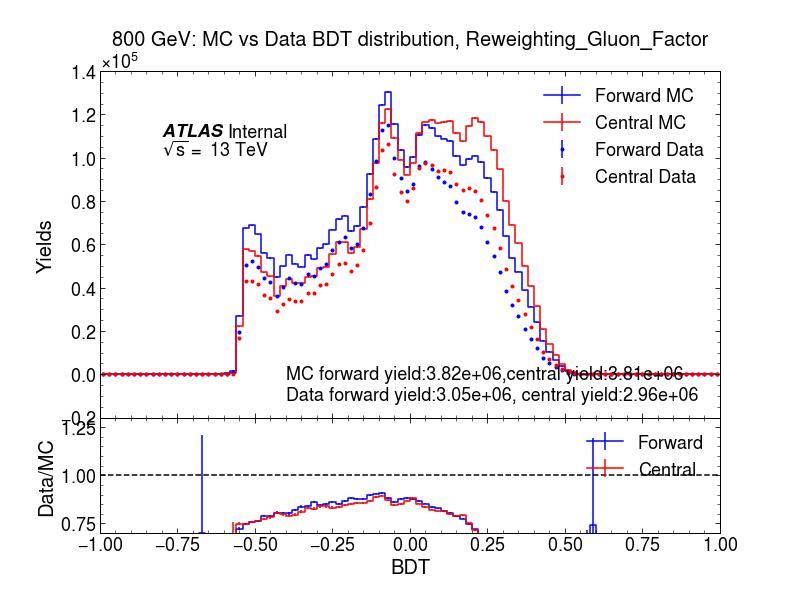 800 GeV: MC vs Data BDT distribution, Reweighting_Gluon_Factor
×10⁵
1.4
1.2
1.0
0.8
0.6
0.4
0.2
0.0
0.2
Yields
ATLAS Internal
√s = 13 TeV
Forward MC
Central MC
Forward Data
Central Data
MC forward yield:3.82e+06,central yield:3.81e+06
Data forward yield:3.05e+06, central yield:2.96e+06
1.25
1.00
0.75
Data/MC
Forward
Central
−1.00 −0.75 −0.50 −0.25 0.00 0.25 0.50 0.75 1.00
BDT